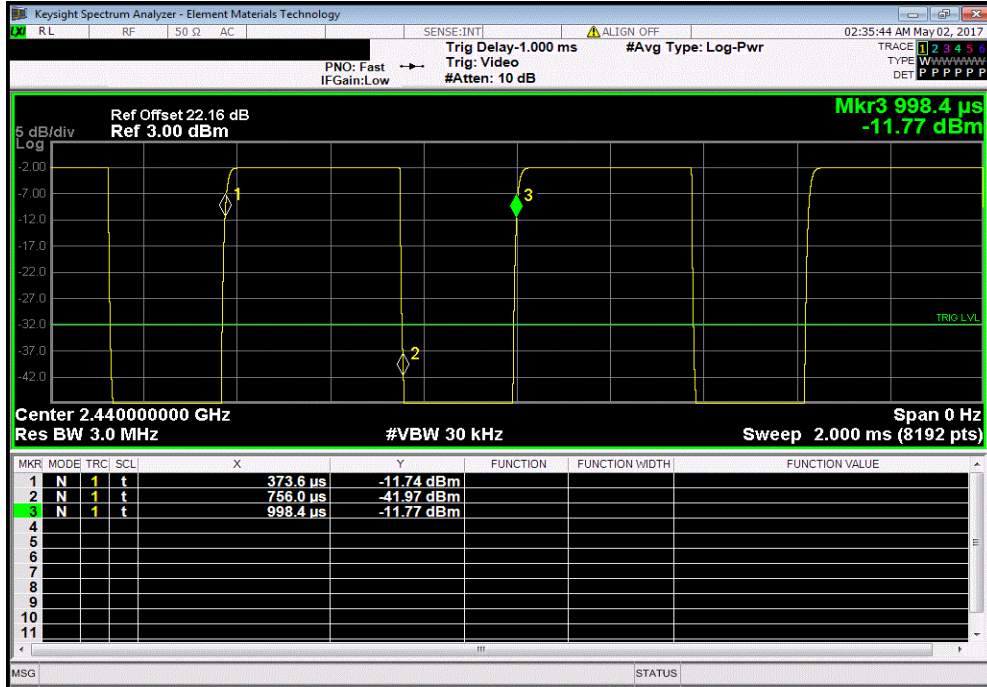 Keysight Spectrum Analyzer - Element Materials Technology
LXI RL RF 50 Ω AC SENSE:INT ALIGN OFF 02:35:44 AM May 02, 2017
Trig Delay-1.000 ms #Avg Type: Log-Pwr TRACE 1 2 3 4 5 6
PNO: Fast Trig: Video TYPE WWWWWW
IFGain:Low #Atten: 10 dB DET P P P P P P
Mkr3 998.4 µs
-11.77 dBm
Ref Offset 22.16 dB
5 dB/div Ref 3.00 dBm
Log
-2.00
-7.00
-12.0
-17.0
-22.0
-27.0
-32.0
-37.0
-42.0
1
2
3
TRIG LVL
Center 2.440000000 GHz Span 0 Hz
Res BW 3.0 MHz #VBW 30 kHz Sweep 2.000 ms (8192 pts)
MKR MODE TRC SCL X Y FUNCTION FUNCTION WIDTH FUNCTION VALUE
1 N 1 t 373.6 µs -11.74 dBm
2 N 1 t 756.0 µs -41.97 dBm
3 N 1 t 998.4 µs -11.77 dBm
4
5
6
7
8
9
10
11
MSG STATUS